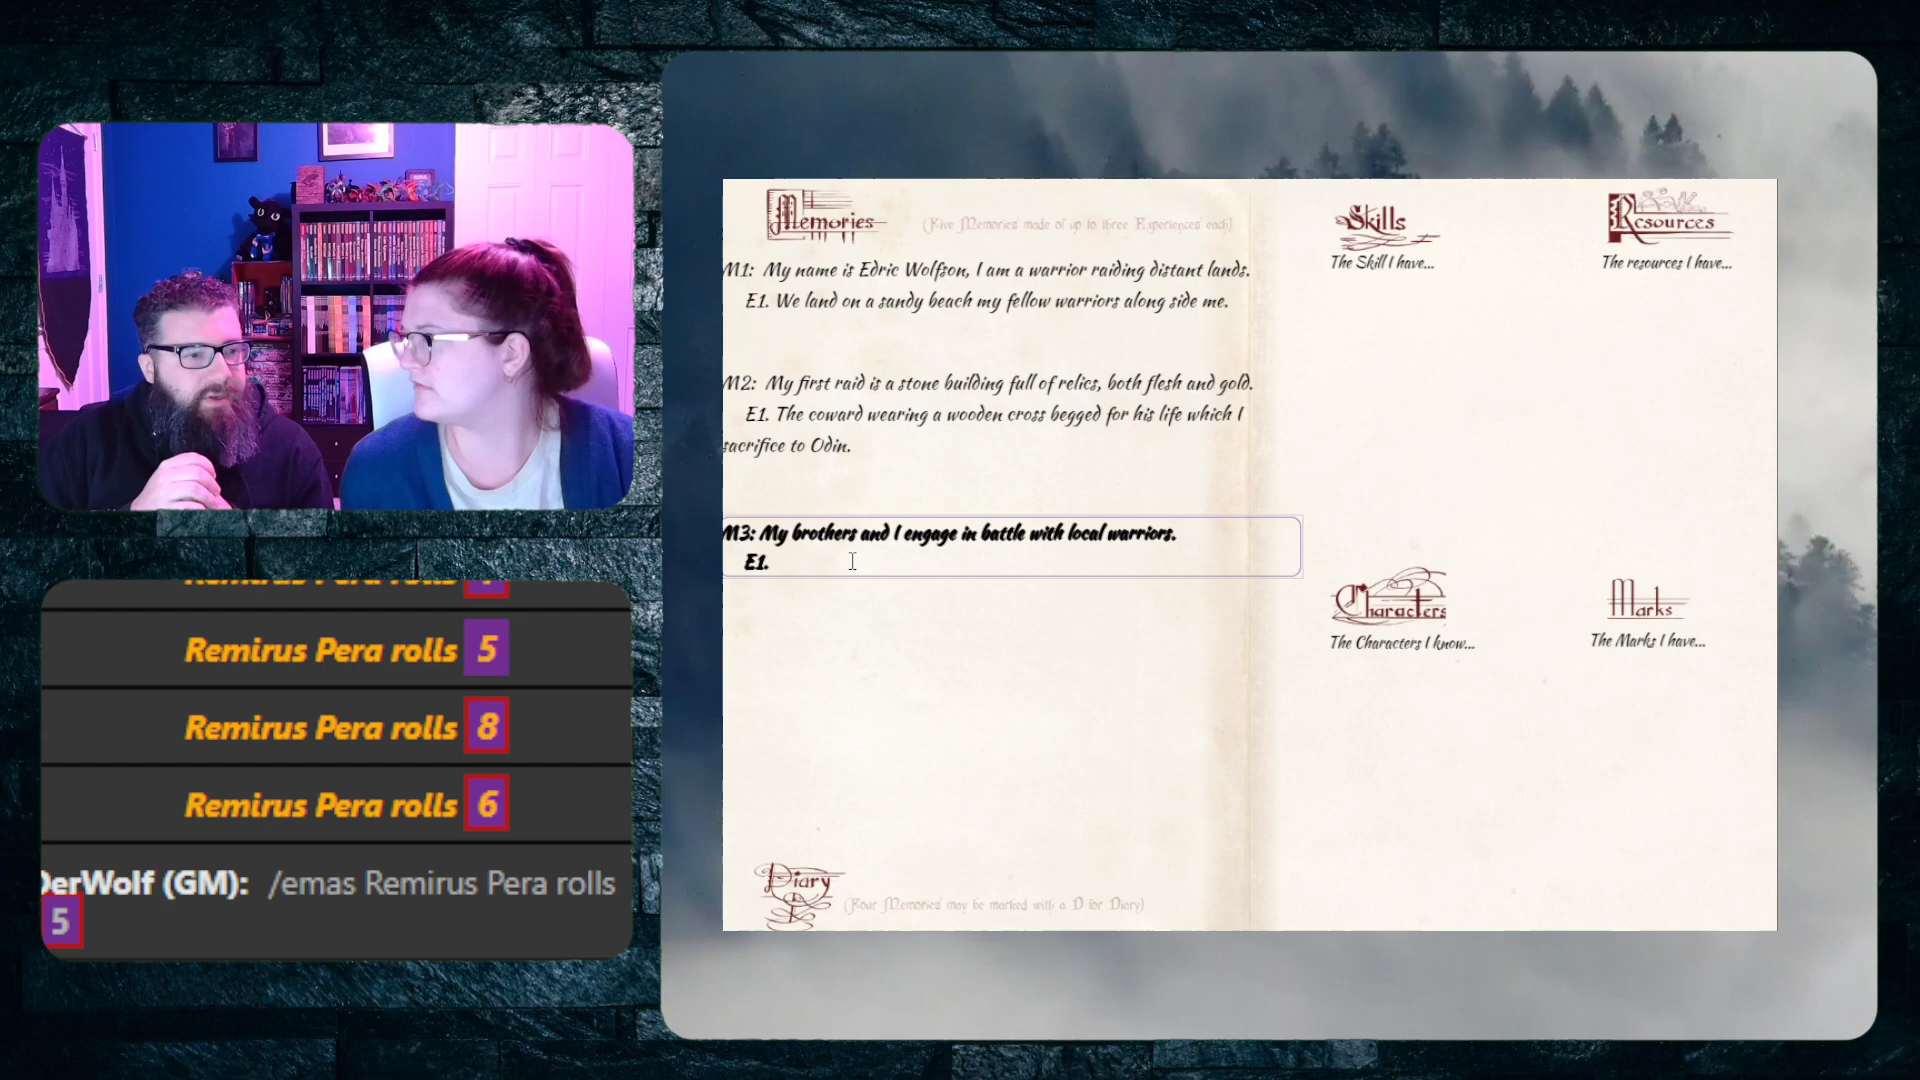 Memories
(Five Memories made of up to three Experiences each)
M1: My name is Edric Wolfson, I am a warrior raiding distant lands.
E1. We land on a sandy beach my fellow warriors along side me.
M2: My first raid is a stone building full of relics, both flesh and gold.
E1. The coward wearing a wooden cross begged for his life which I
sacrifice to Odin.
M3: My brothers and I engage in battle with local warriors.
E1.
Diary
(Four Memories may be marked with a D for Diary)
Skills
The Skill I have...
Resources
The resources I have...
Characters
The Characters I know...
Marks
The Marks I have...
Remirus Pera rolls 5
Remirus Pera rolls 8
Remirus Pera rolls 6
DerWolf (GM): /emas Remirus Pera rolls
5